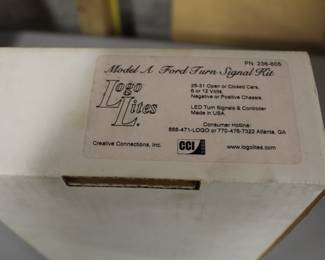 PN: 236-605
Model A Ford Turn Signal Kit
Logo
Lites
28-31 Open or Closed Cars,
6 or 12 Volts
Negative or Positive Chassis.
LED Turn Signals & Controller
Made in USA.
Consumer Hotline:
888-471-LOGO or 770-475-7322 Atlanta, GA
Creative Connections, Inc.
CCI
www.logolites.com